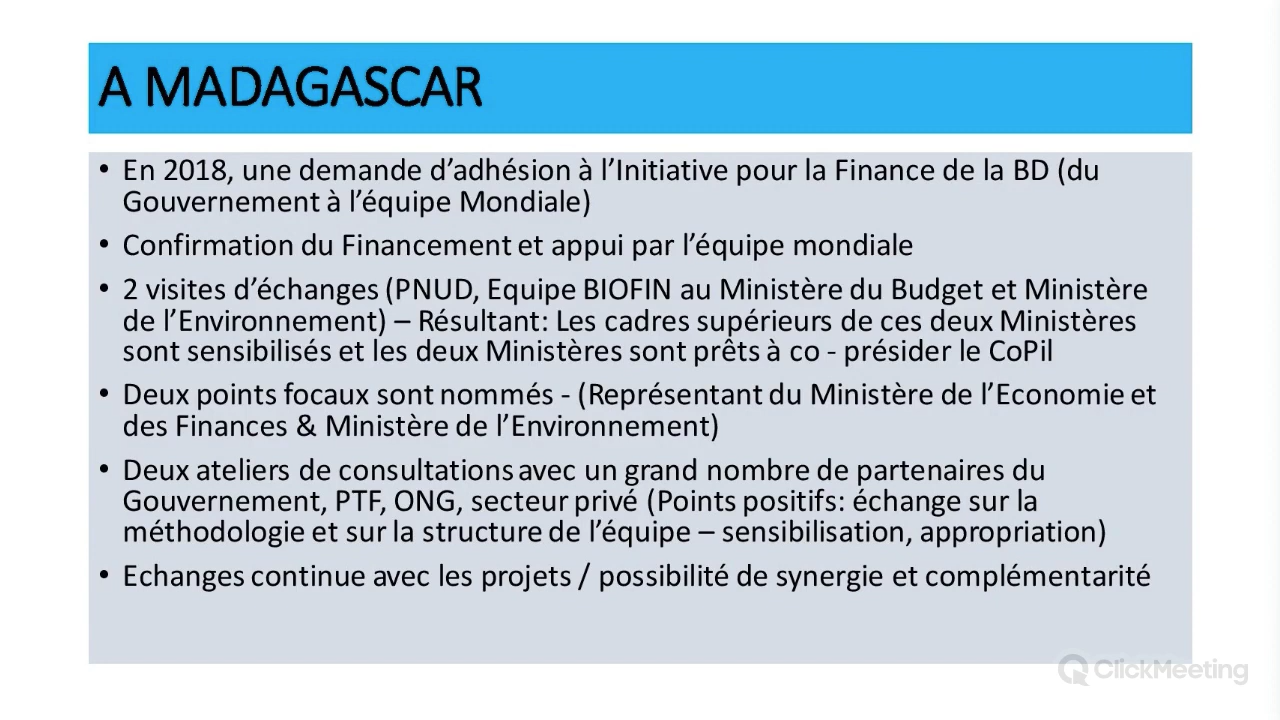 A MADAGASCAR
• En 2018, une demande d’adhésion à l’Initiative pour la Finance de la BD (du
Gouvernement à l’équipe Mondiale)
• Confirmation du Financement et appui par l’équipe mondiale
• 2 visites d’échanges (PNUD, Equipe BIOFIN au Ministère du Budget et Ministère
de l’Environnement) – Résultant: Les cadres supérieurs de ces deux Ministères
sont sensibilisés et les deux Ministères sont prêts à co - présider le CoPil
• Deux points focaux sont nommés - (Représentant du Ministère de l’Economie et
des Finances & Ministère de l’Environnement)
• Deux ateliers de consultations avec un grand nombre de partenaires du
Gouvernement, PTF, ONG, secteur privé (Points positifs: échange sur la
méthodologie et sur la structure de l’équipe – sensibilisation, appropriation)
• Echanges continue avec les projets / possibilité de synergie et complémentarité
ClickMeeting